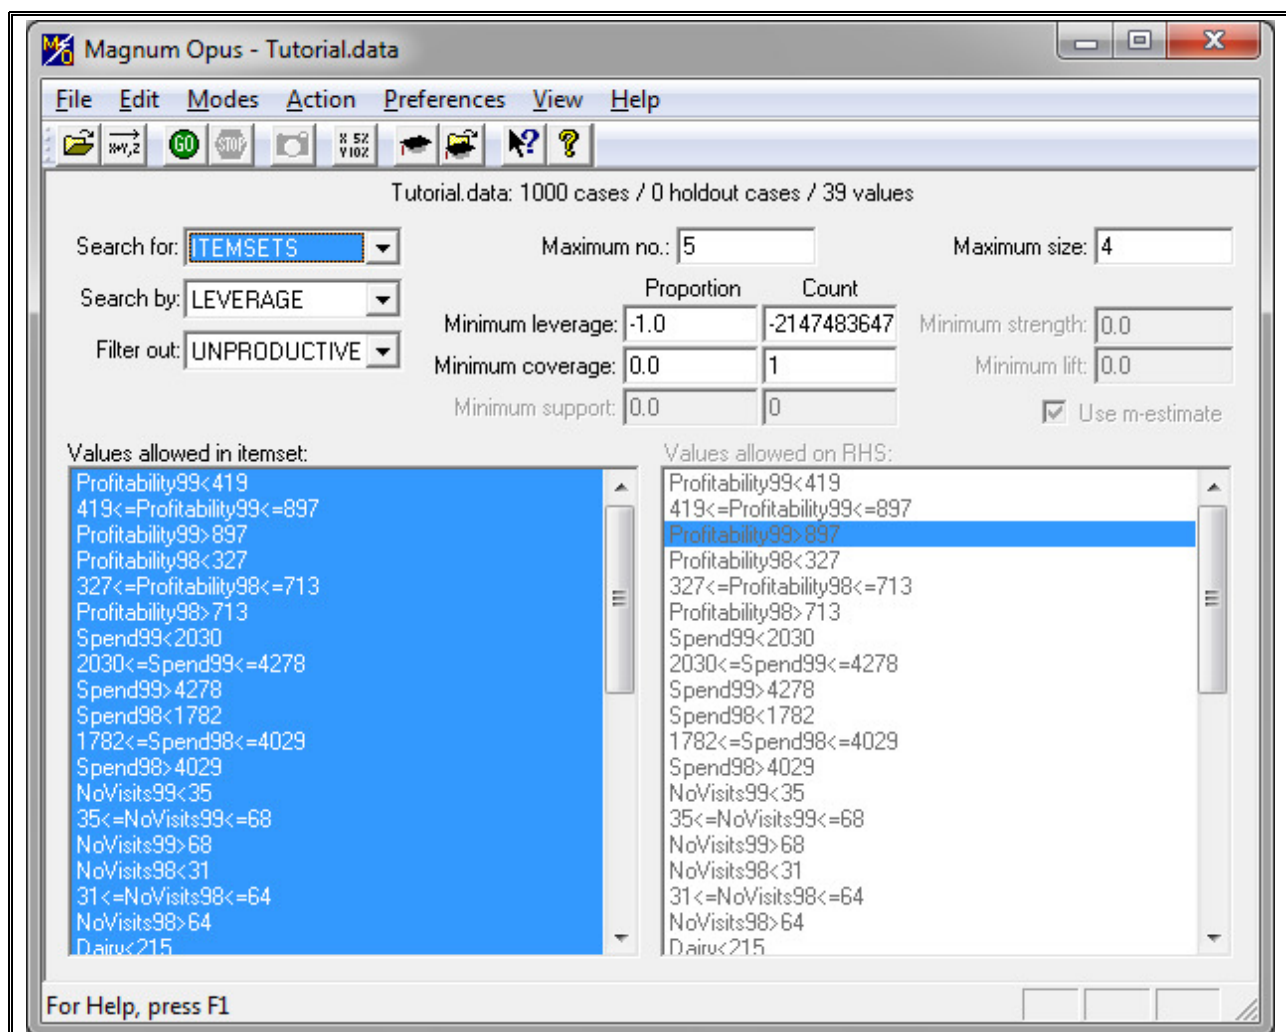 Magnum Opus - Tutorial.data
File Edit Modes Action Preferences View Help
x→y,z GO STOP X 5% Y 10% ? ?
Tutorial.data: 1000 cases / 0 holdout cases / 39 values
Search for: ITEMSETS Maximum no.: 5 Maximum size: 4
Search by: LEVERAGE Proportion Count
Minimum leverage: -1.0 -2147483647 Minimum strength: 0.0
Filter out: UNPRODUCTIVE Minimum coverage: 0.0 1 Minimum lift: 0.0
Minimum support: 0.0 0 Use m-estimate
Values allowed in itemset:
Profitability99<419
419<=Profitability99<=897
Profitability99>897
Profitability98<327
327<=Profitability98<=713
Profitability98>713
Spend99<2030
2030<=Spend99<=4278
Spend99>4278
Spend98<1782
1782<=Spend98<=4029
Spend98>4029
NoVisits99<35
35<=NoVisits99<=68
NoVisits99>68
NoVisits98<31
31<=NoVisits98<=64
NoVisits98>64
Dairy<215
Values allowed on RHS:
Profitability99<419
419<=Profitability99<=897
Profitability99>897
Profitability98<327
327<=Profitability98<=713
Profitability98>713
Spend99<2030
2030<=Spend99<=4278
Spend99>4278
Spend98<1782
1782<=Spend98<=4029
Spend98>4029
NoVisits99<35
35<=NoVisits99<=68
NoVisits99>68
NoVisits98<31
31<=NoVisits98<=64
NoVisits98>64
Dairy<215
For Help, press F1